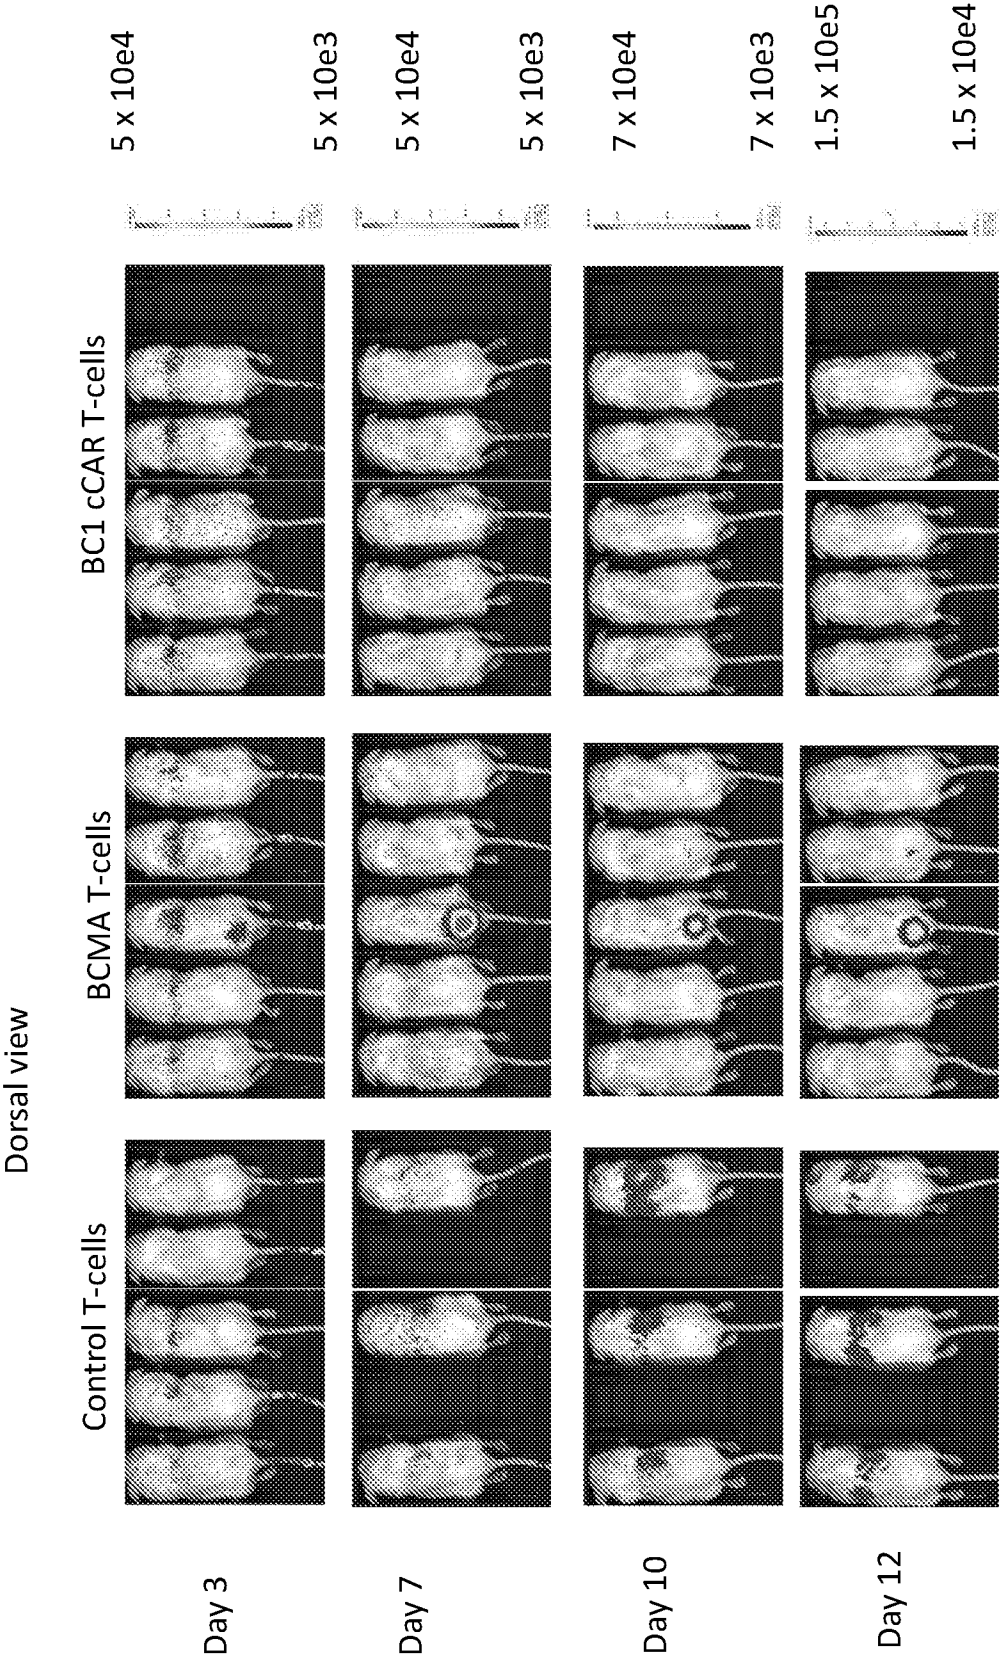 Dorsal view
Control T-cells
BCMA T-cells
BC1 cCAR T-cells
Day 3
5 x 10e4
5 x 10e3
Day 7
5 x 10e4
5 x 10e3
Day 10
7 x 10e4
7 x 10e3
Day 12
1.5 x 10e5
1.5 x 10e4